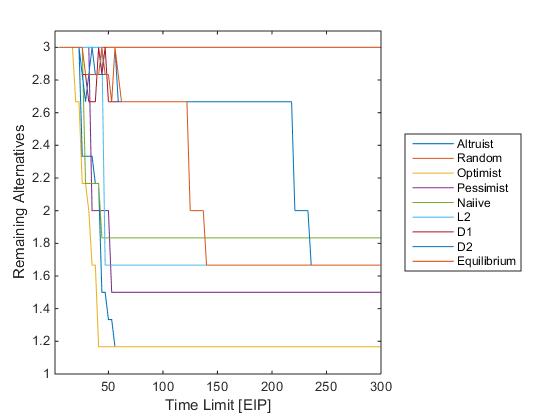 3
2.8
2.6
2.4
2.2
2
1.8
1.6
1.4
1.2
1
Remaining Alternatives
50
100
150
200
250
300
Time Limit [EIP]
Altruist
Random
Optimist
Pessimist
Naiive
L2
D1
D2
Equilibrium